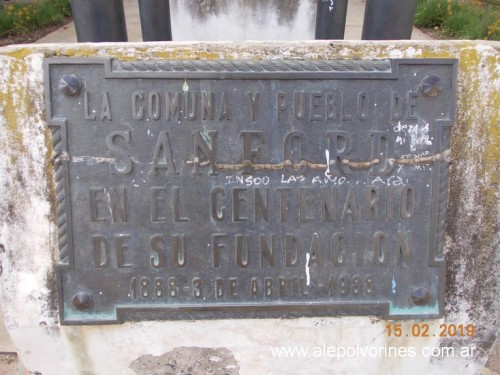 LA COMUNA Y PUEBLO DE
SANFORD
EN EL CENTENARIO
DE SU FUNDACION
1888-3 DE ABRIL-1988
15.02.2019
www.alepolvorines.com.ar